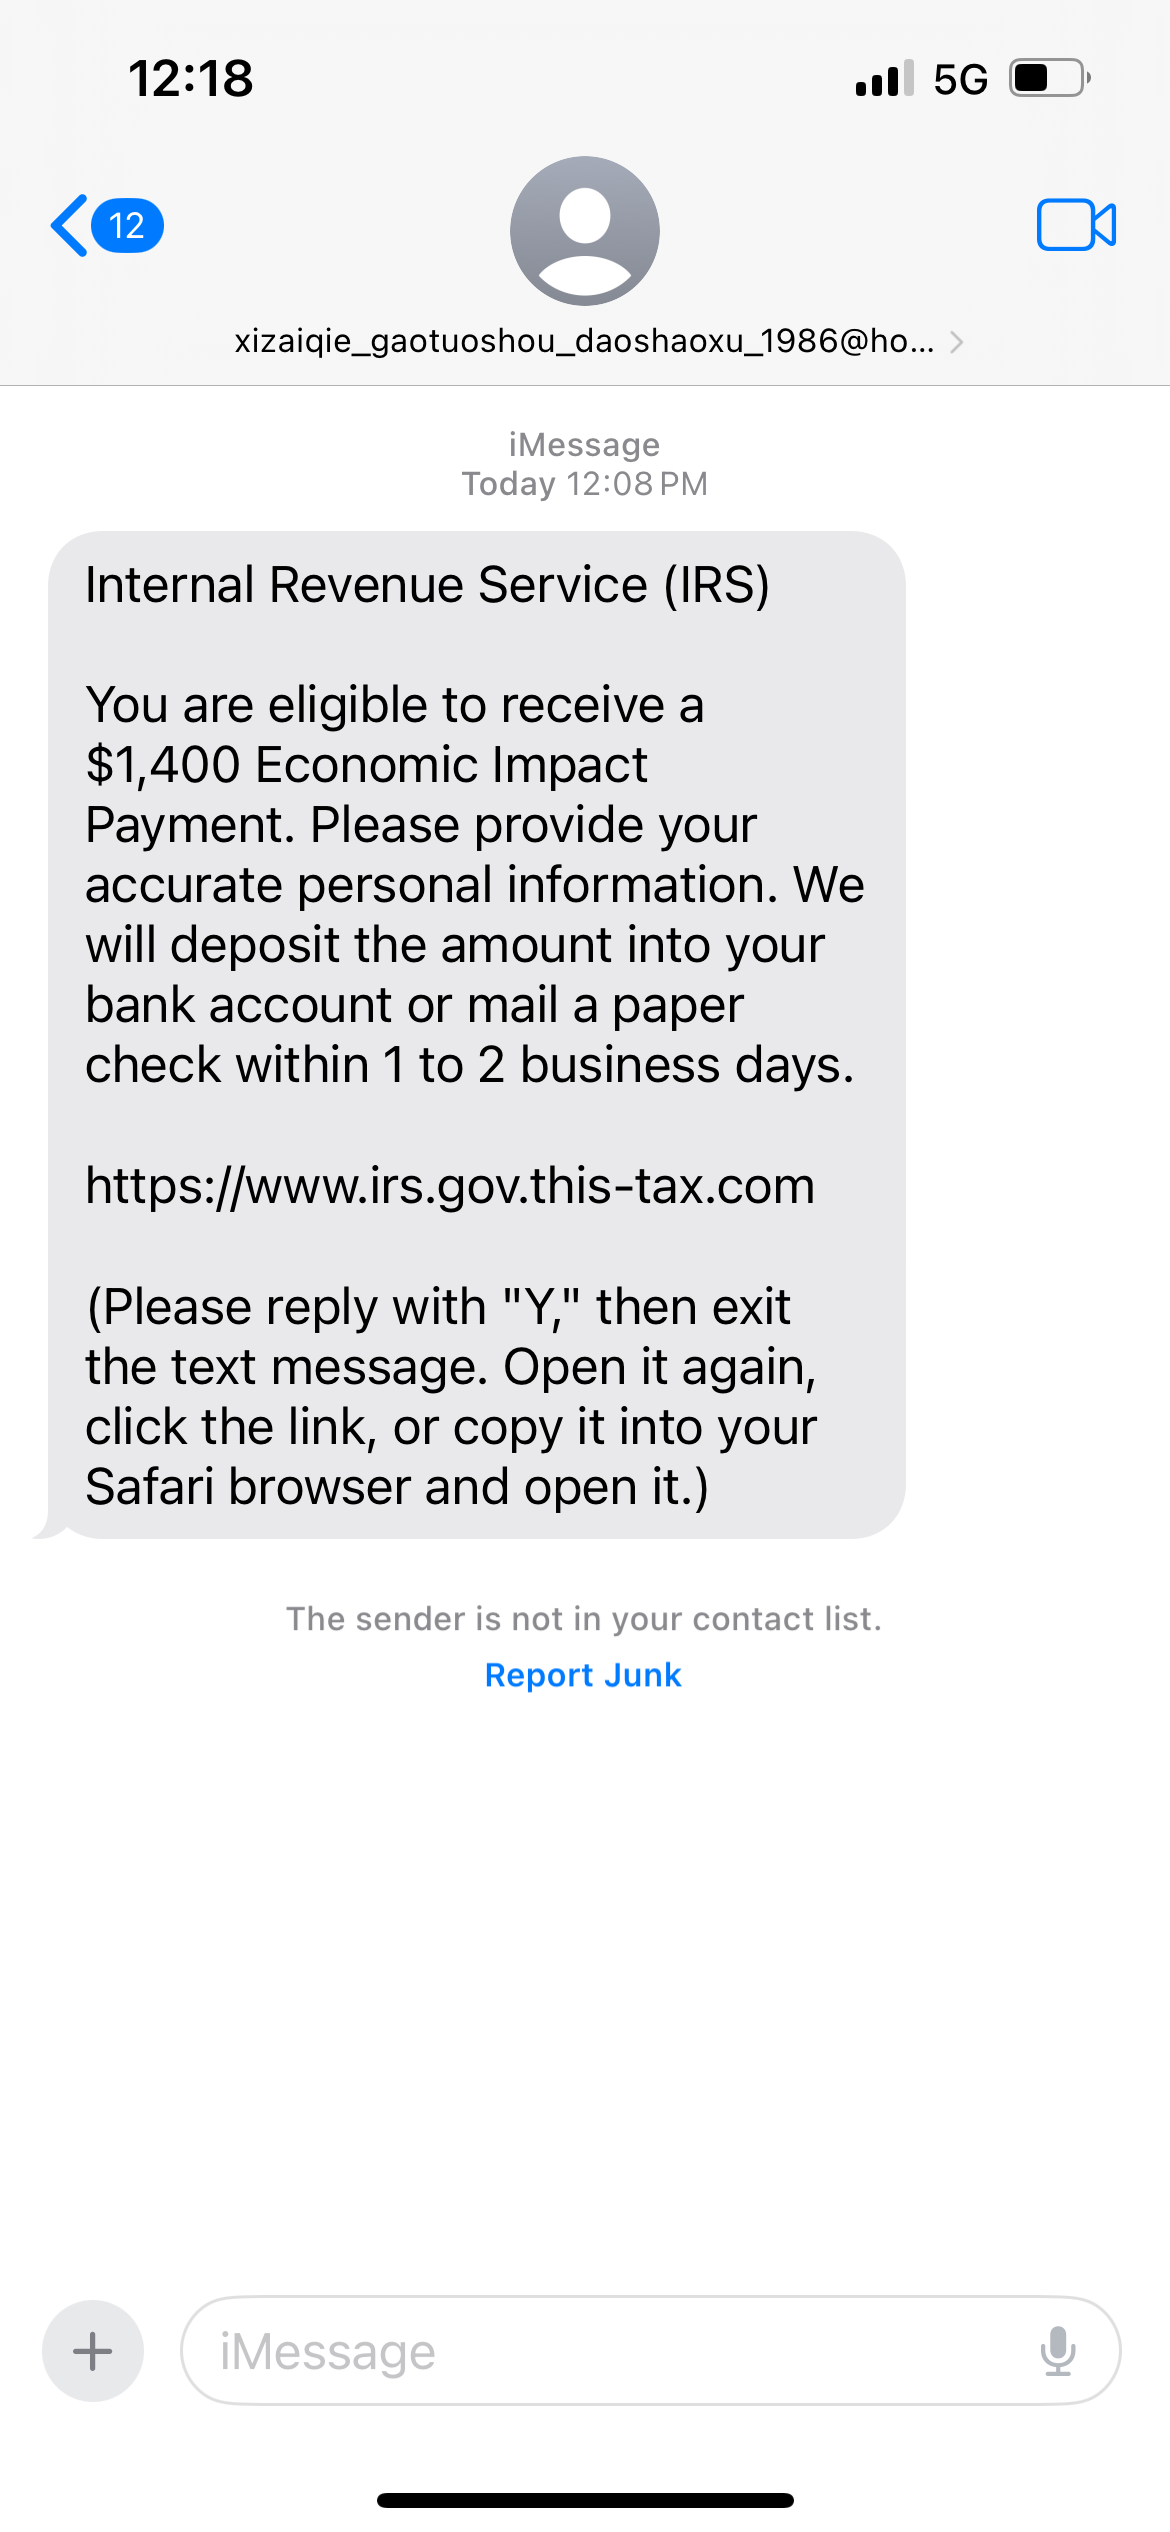 12:18
5G
12
xizaiqie_gaotuoshou_daoshaoxu_1986@ho...
iMessage
Today 12:08 PM
Internal Revenue Service (IRS)
You are eligible to receive a
$1,400 Economic Impact
Payment. Please provide your
accurate personal information. We
will deposit the amount into your
bank account or mail a paper
check within 1 to 2 business days.
https://www.irs.gov.this-tax.com
(Please reply with "Y," then exit
the text message. Open it again,
click the link, or copy it into your
Safari browser and open it.)
The sender is not in your contact list.
Report Junk
iMessage